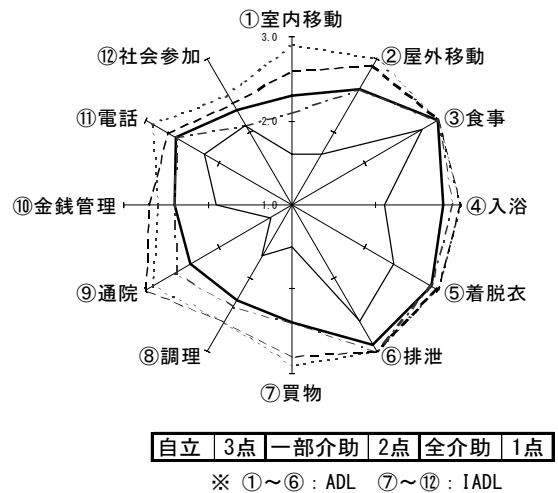 ①室内移動
3.0
⑫社会参加
②屋外移動
⑪電話
2.0
③食事
⑩金銭管理
1.0
④入浴
⑨通院
⑤着脱衣
⑧調理
⑥排泄
⑦買物
自立 3点 一部介助 2点 全介助 1点
※ ①～⑥：ADL ⑦～⑫：IADL